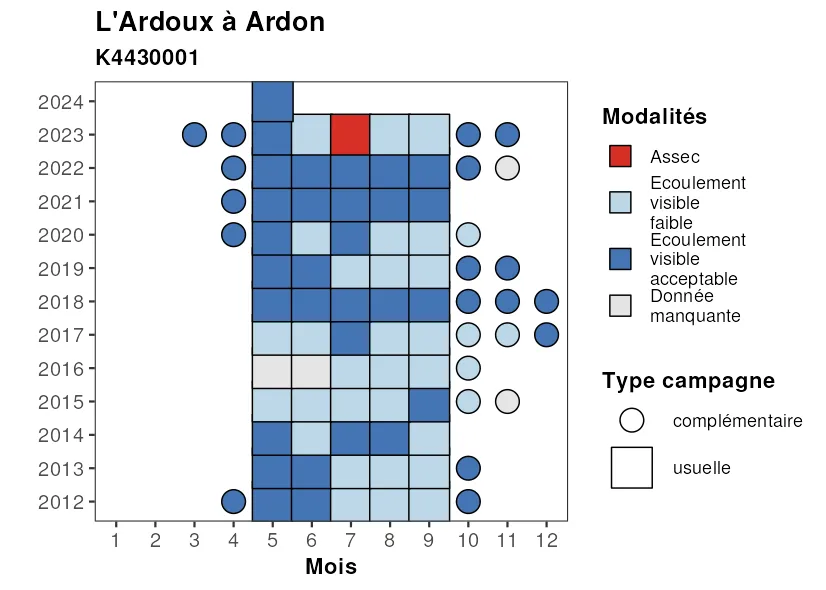 L'Ardoux à Ardon
K4430001
2024
2023
2022
2021
2020
2019
2018
2017
2016
2015
2014
2013
2012
1 2 3 4 5 6 7 8 9 10 11 12
Mois
Modalités
Assec
Ecoulement
visible
faible
Ecoulement
visible
acceptable
Donnée
manquante
Type campagne
complémentaire
usuelle